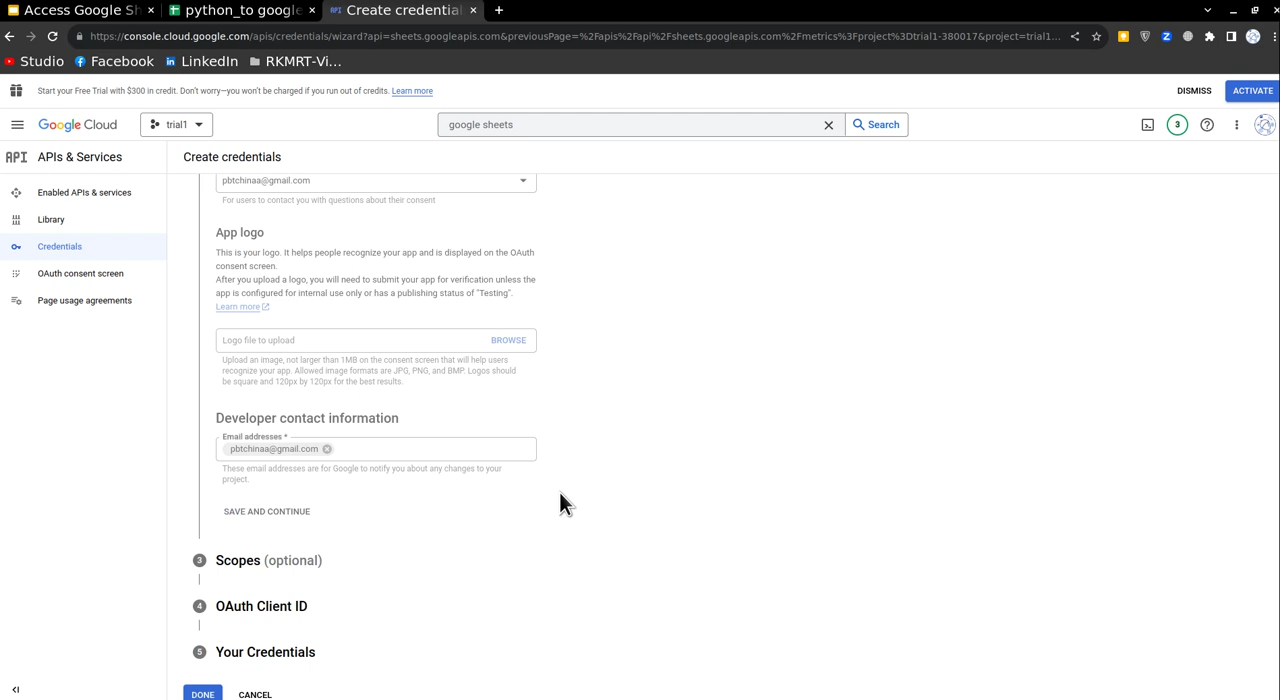 Access Google Sh
python_to google
Create credential
https://console.cloud.google.com/apis/credentials/wizard?api=sheets.googleapis.com&previousPage=%2Fapis%2Fapi%2Fsheets.googleapis.com%2Fmetrics%3Fproject%3Dtrial1-380017&project=trial1...
Studio
Facebook
LinkedIn
RKMRT-Vi...
Start your Free Trial with $300 in credit. Don't worry—you won't be charged if you run out of credits. Learn more
DISMISS
ACTIVATE
Google Cloud
trial1
google sheets
Search
3
API APIs & Services
Create credentials
Enabled APIs & services
Library
Credentials
OAuth consent screen
Page usage agreements
pbtchinaa@gmail.com
For users to contact you with questions about their consent
App logo
This is your logo. It helps people recognize your app and is displayed on the OAuth
consent screen.
After you upload a logo, you will need to submit your app for verification unless the
app is configured for internal use only or has a publishing status of "Testing".
Learn more
Logo file to upload
BROWSE
Upload an image, not larger than 1MB on the consent screen that will help users
recognize your app. Allowed image formats are JPG, PNG, and BMP. Logos should
be square and 120px by 120px for the best results.
Developer contact information
Email addresses *
pbtchinaa@gmail.com
These email addresses are for Google to notify you about any changes to your
project.
SAVE AND CONTINUE
3 Scopes (optional)
4 OAuth Client ID
5 Your Credentials
DONE
CANCEL